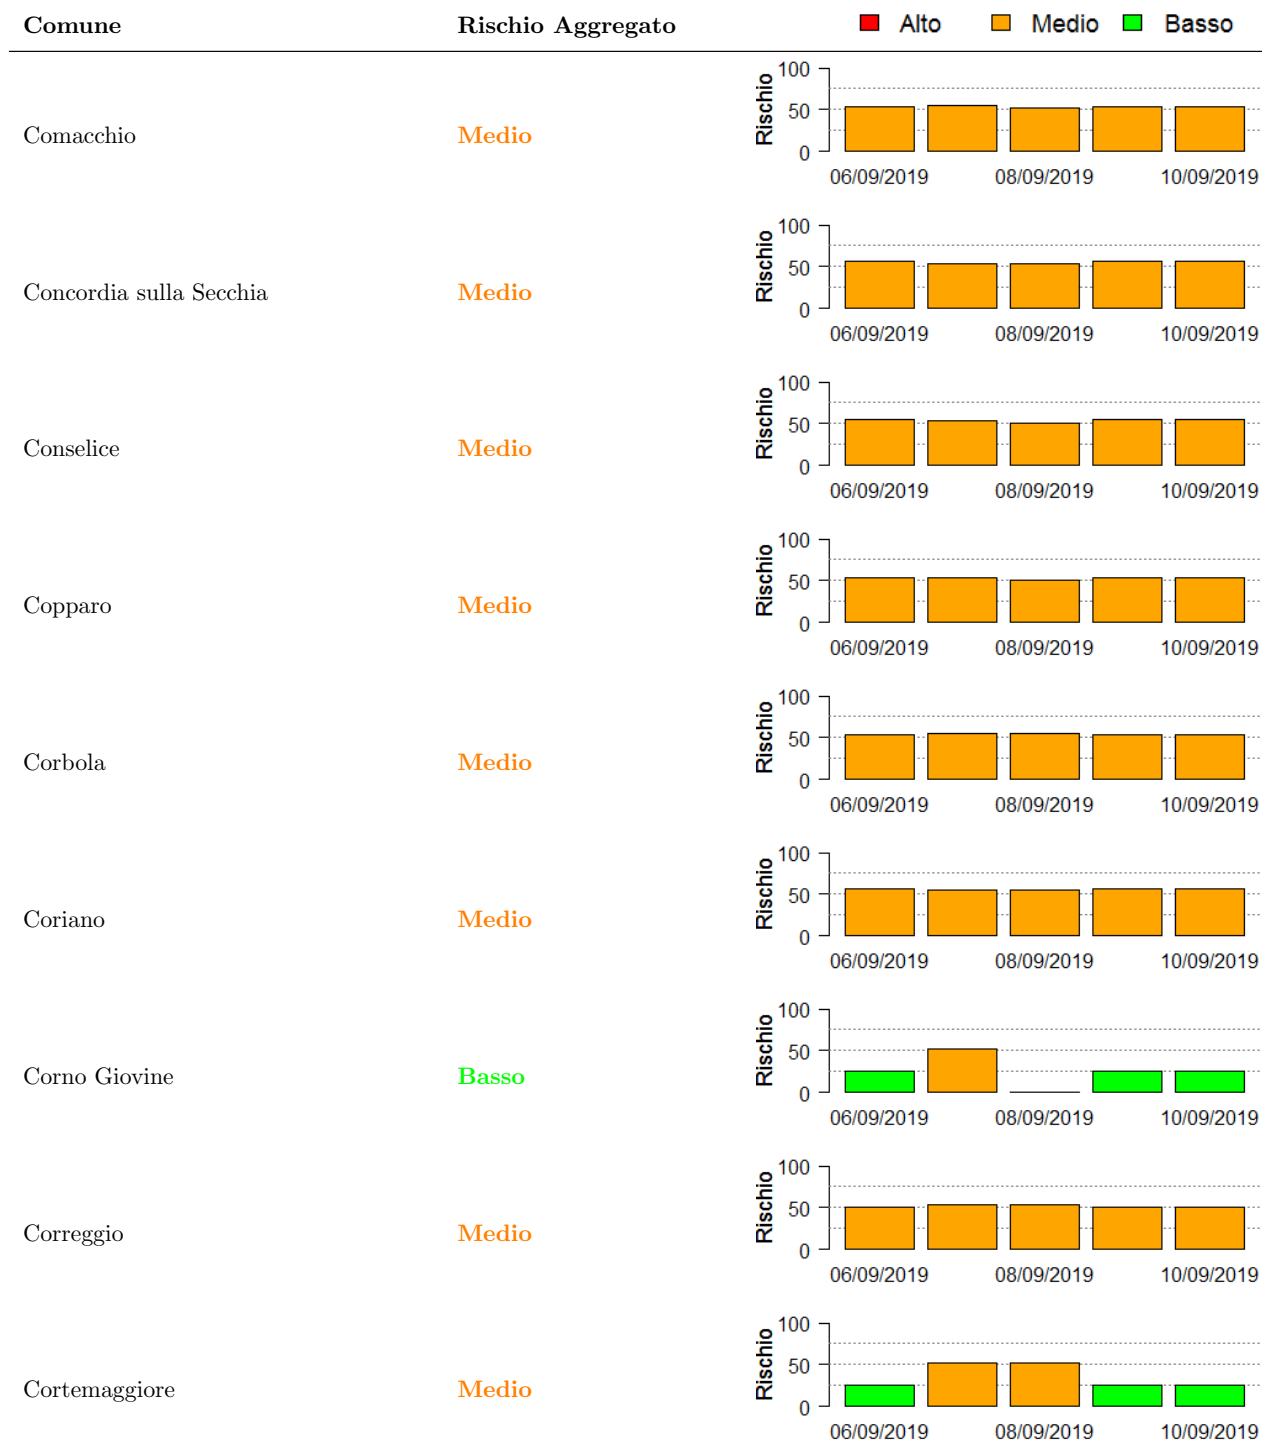 Comune Rischio Aggregato Alto Medio Basso
Comacchio Medio Rischio 100 50 0
06/09/2019 08/09/2019 10/09/2019
Concordia sulla Secchia Medio Rischio 100 50 0
06/09/2019 08/09/2019 10/09/2019
Conselice Medio Rischio 100 50 0
06/09/2019 08/09/2019 10/09/2019
Copparo Medio Rischio 100 50 0
06/09/2019 08/09/2019 10/09/2019
Corbola Medio Rischio 100 50 0
06/09/2019 08/09/2019 10/09/2019
Coriano Medio Rischio 100 50 0
06/09/2019 08/09/2019 10/09/2019
Corno Giovine Basso Rischio 100 50 0
06/09/2019 08/09/2019 10/09/2019
Correggio Medio Rischio 100 50 0
06/09/2019 08/09/2019 10/09/2019
Cortemaggiore Medio Rischio 100 50 0
06/09/2019 08/09/2019 10/09/2019